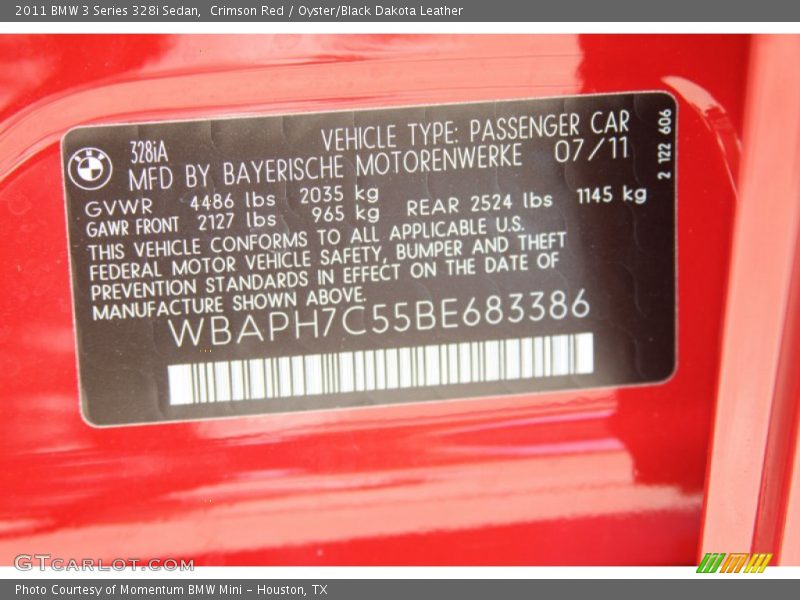 2011 BMW 3 Series 328i Sedan, Crimson Red / Oyster/Black Dakota Leather
BMW
328iA
VEHICLE TYPE: PASSENGER CAR
MFD BY BAYERISCHE MOTORENWERKE 07/11
GVWR 4486 lbs 2035 kg
GAWR FRONT 2127 lbs 965 kg REAR 2524 lbs 1145 kg
THIS VEHICLE CONFORMS TO ALL APPLICABLE U.S.
FEDERAL MOTOR VEHICLE SAFETY, BUMPER AND THEFT
PREVENTION STANDARDS IN EFFECT ON THE DATE OF
MANUFACTURE SHOWN ABOVE.
WBAPH7C55BE683386
2 122 606
GTCARLOT.COM
Photo Courtesy of Momentum BMW Mini - Houston, TX